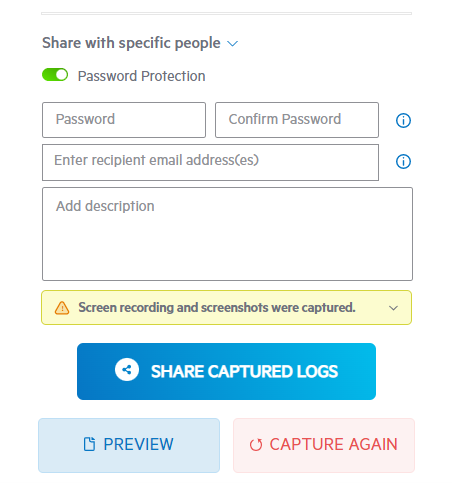 Share with specific people
Password Protection
Password
Confirm Password
Enter recipient email address(es)
Add description
Screen recording and screenshots were captured.
SHARE CAPTURED LOGS
PREVIEW
CAPTURE AGAIN